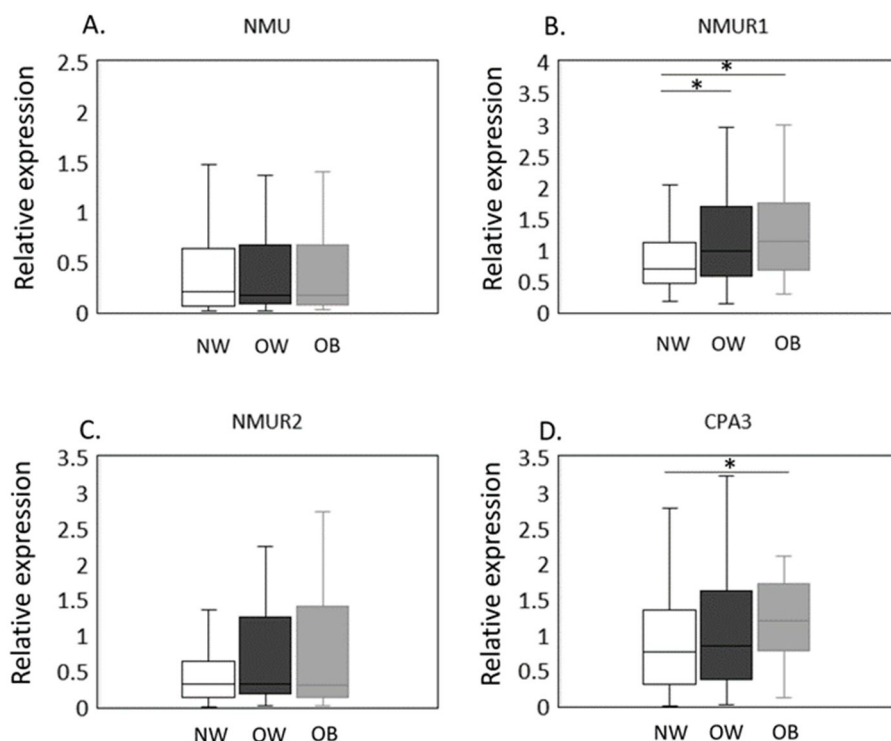 A. NMU
Relative expression
2.5
2
1.5
1
0.5
0
NW OW OB
B. NMUR1
Relative expression
4
3.5
3
2.5
2
1.5
1
0.5
0
*
*
NW OW OB
C. NMUR2
Relative expression
3.5
3
2.5
2
1.5
1
0.5
0
NW OW OB
D. CPA3
Relative expression
3.5
3
2.5
2
1.5
1
0.5
0
*
NW OW OB